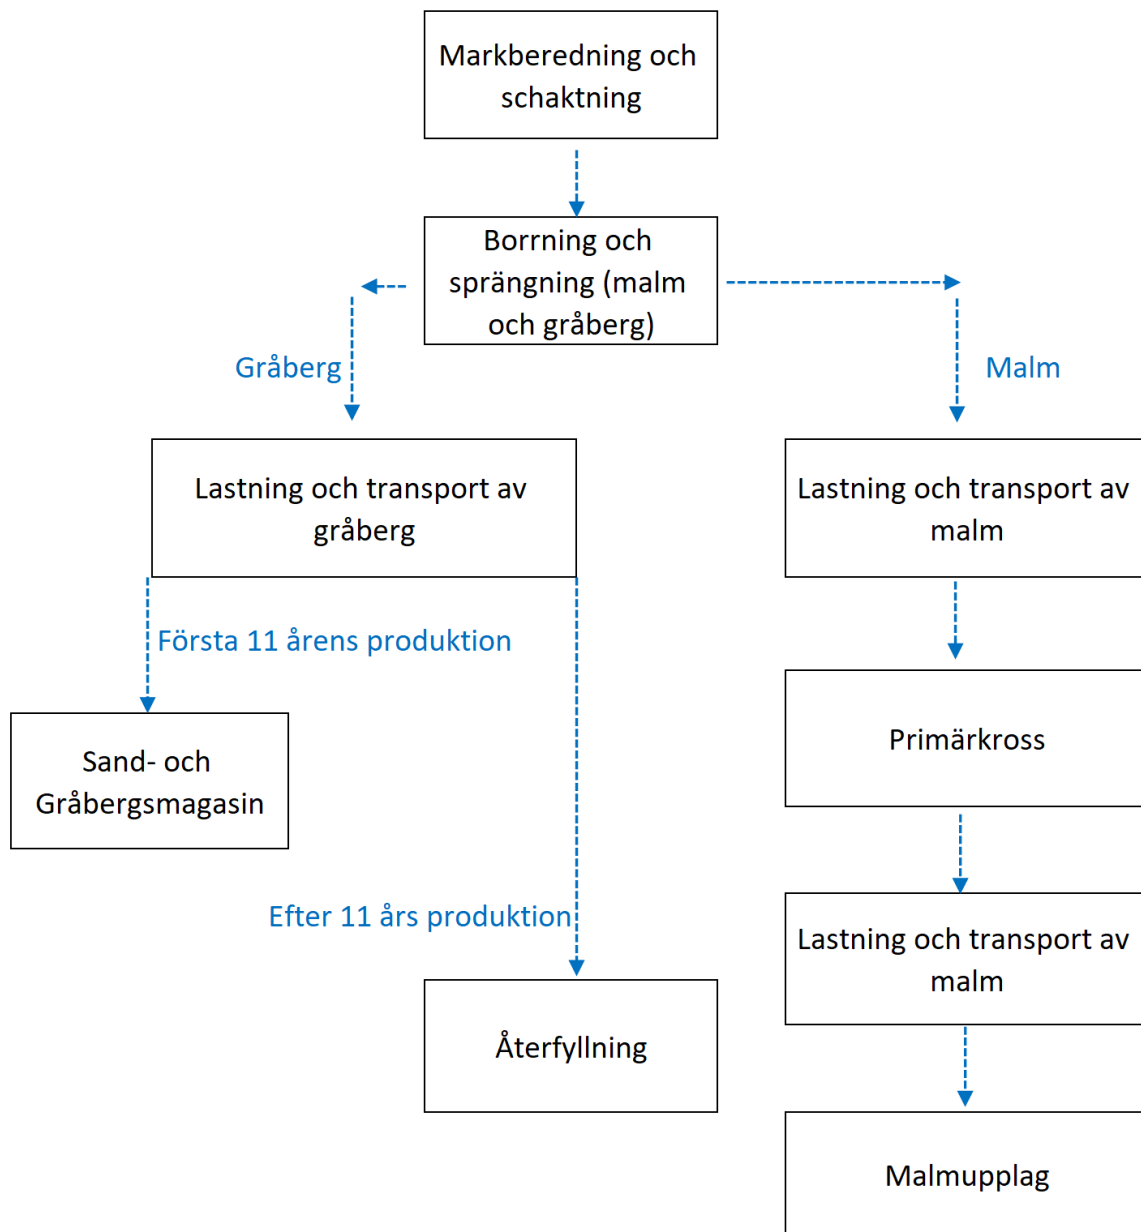 Markberedning och
schaktning
Borrning och
sprängning (malm
och gråberg)
Gråberg
Malm
Lastning och transport av
gråberg
Lastning och transport av
malm
Första 11 årens produktion
Sand- och
Gråbergsmagasin
Primärkross
Efter 11 års produktion
Lastning och transport av
malm
Återfyllning
Malmupplag